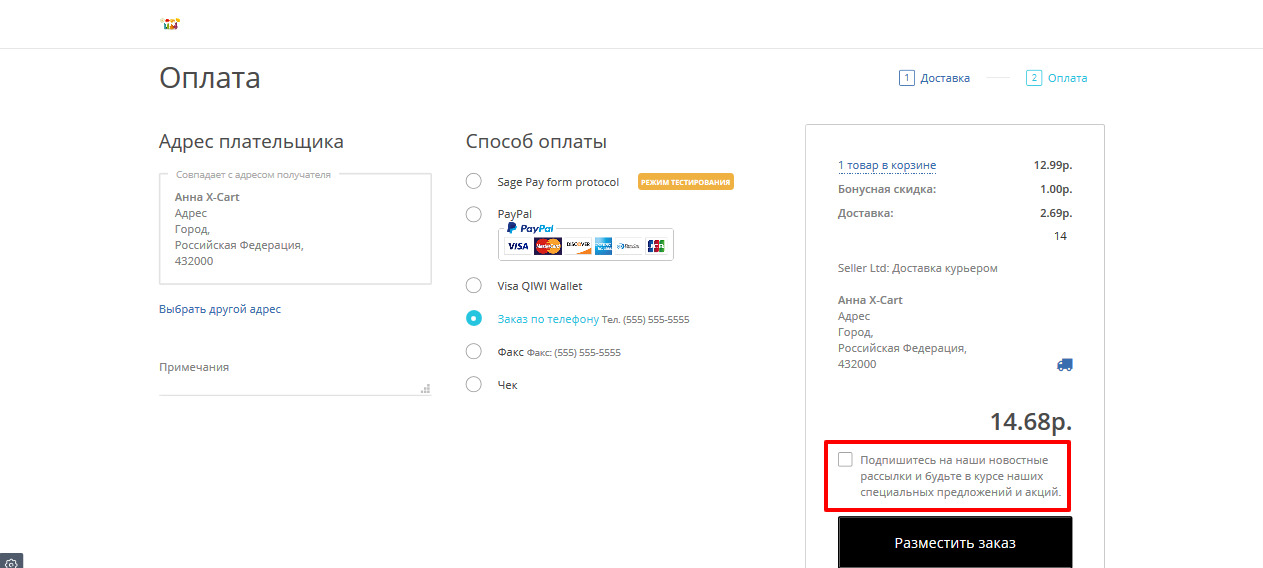 Оплата
1 Доставка
2 Оплата
Адрес плательщика
Совпадает с адресом получателя
Анна X-Cart
Адрес
Город,
Российская Федерация,
432000
Выбрать другой адрес
Примечания
Способ оплаты
Sage Pay form protocol РЕЖИМ ТЕСТИРОВАНИЯ
PayPal
PayPal
VISA MasterCard DISCOVER JCB
Visa QIWI Wallet
Заказ по телефону Тел. (555) 555-5555
Факс Факс: (555) 555-5555
Чек
1 товар в корзине 12.99р.
Бонусная скидка: 1.00р.
Доставка: 2.69р.
14
Seller Ltd: Доставка курьером
Анна X-Cart
Адрес
Город,
Российская Федерация,
432000
14.68р.
Подпишитесь на наши новостные
рассылки и будьте в курсе наших
специальных предложений и акций.
Разместить заказ